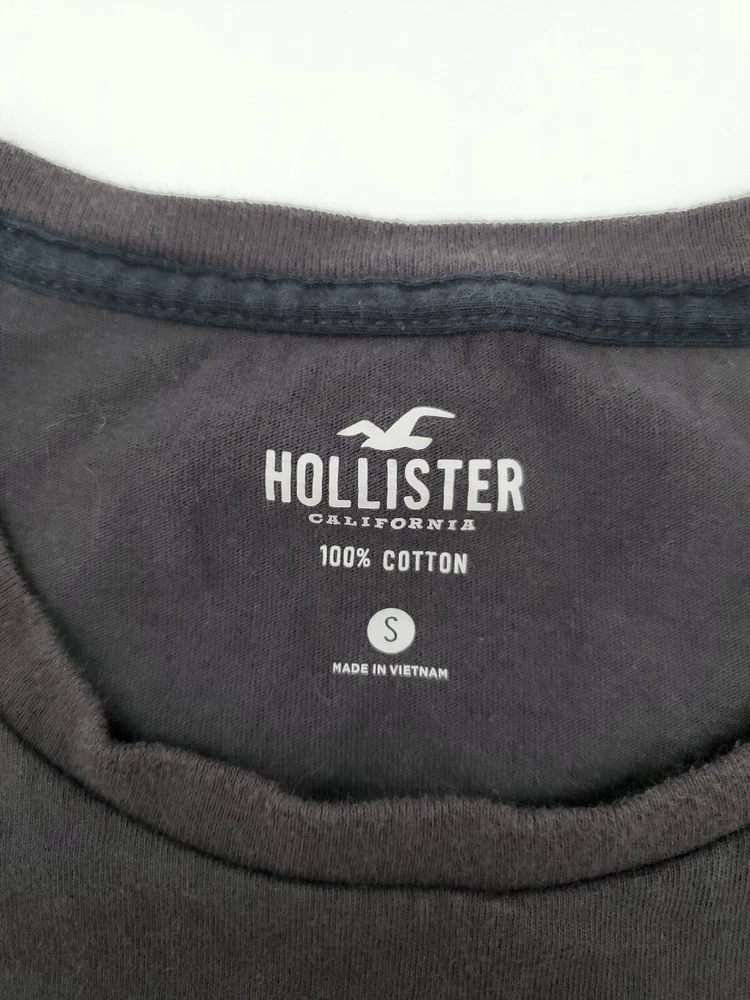 HOLLISTER
CALIFORNIA
100% COTTON
S
MADE IN VIETNAM